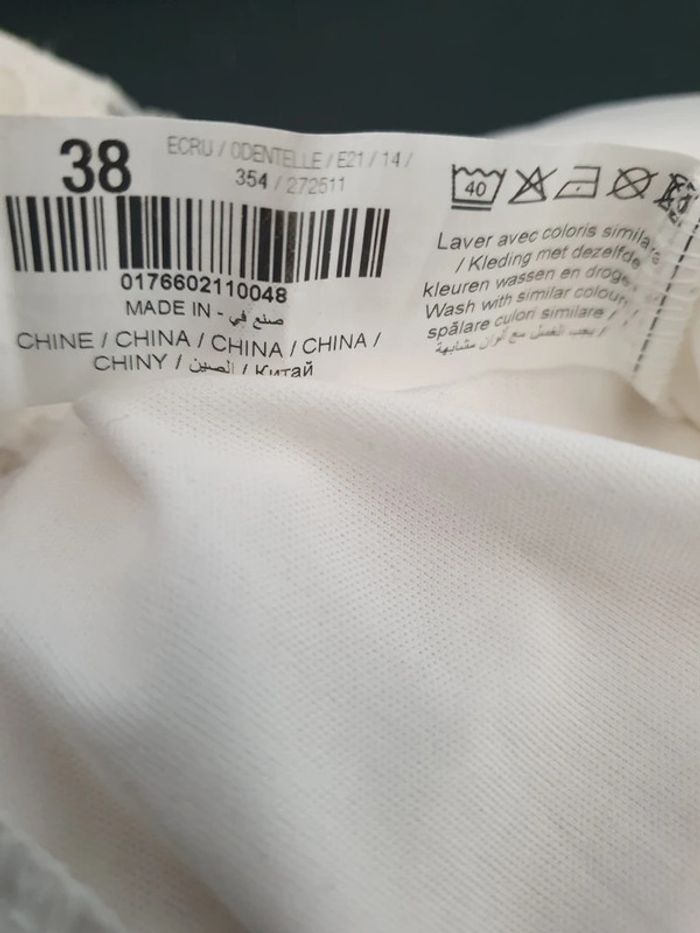 38
ECRU / ODENTELLE / E21 / 14 /
354 / 272511
0176602110048
MADE IN - صنع في
CHINE / CHINA / CHINA / CHINA /
CHINY / الصين / Китай
40
Laver avec coloris simila
/ Kleding met dezelfde
kleuren wassen en drog
Wash with similar colour
spălare culori similare /
يجب الغسل مع ألوان مشابهة /